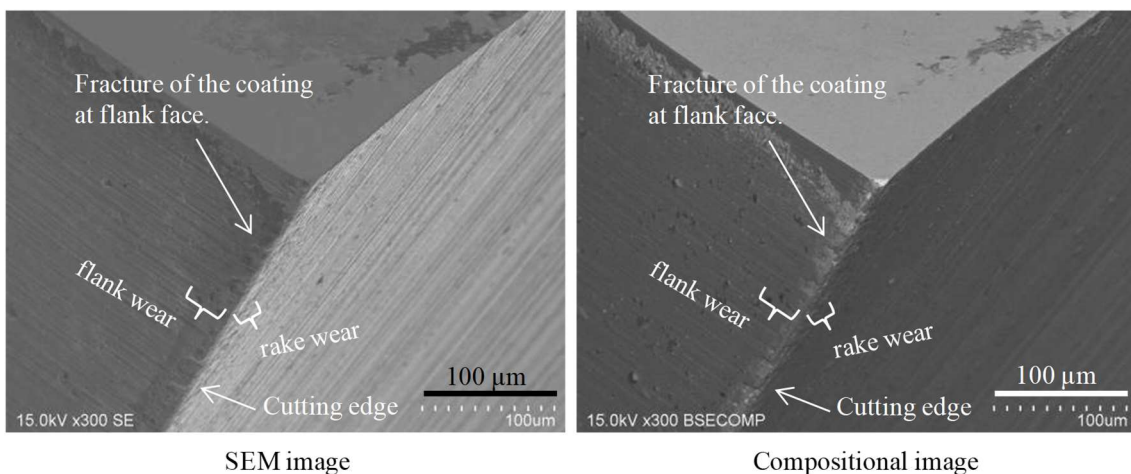 Fracture of the coating
at flank face.
flank wear
rake wear
100 µm
Cutting edge
15.0kV x300 SE
100um
SEM image
Fracture of the coating
at flank face.
flank wear
rake wear
100 µm
Cutting edge
15.0kV x300 BSECOMP
100um
Compositional image